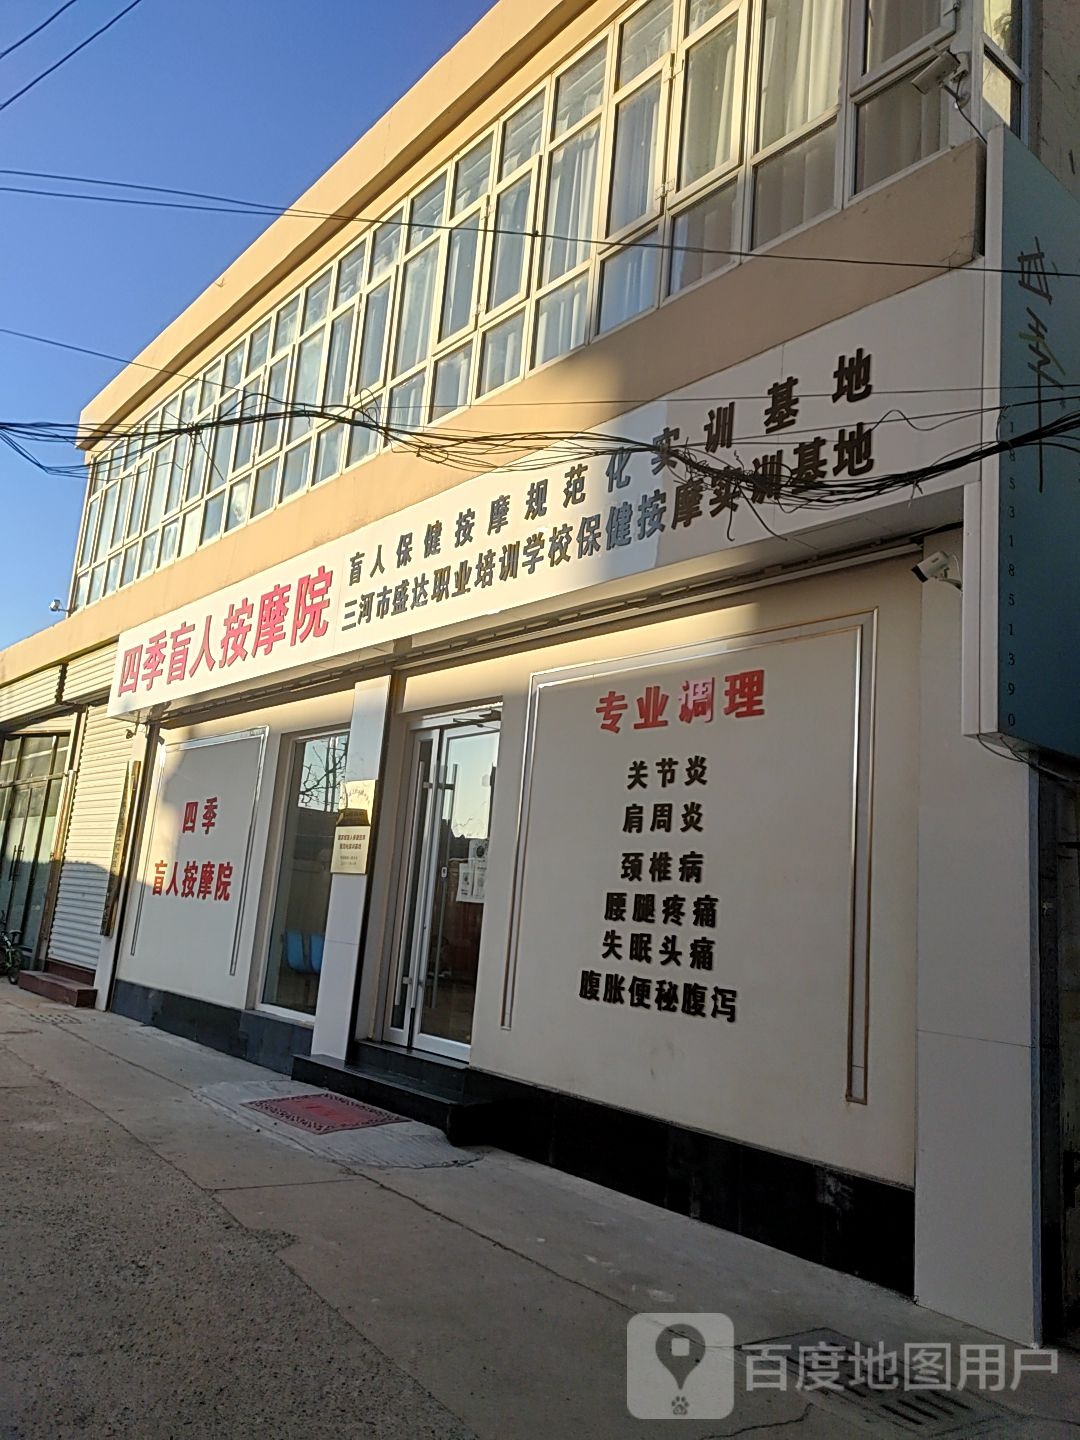 盲人保健按摩规范化实训基地
四季盲人按摩院
三河市盛达职业培训学校保健按摩实训基地
专业调理
关节炎
肩周炎
颈椎病
腰腿疼痛
失眠头痛
腹胀便秘腹泻
四季
盲人按摩院
18531851390
百度地图用户